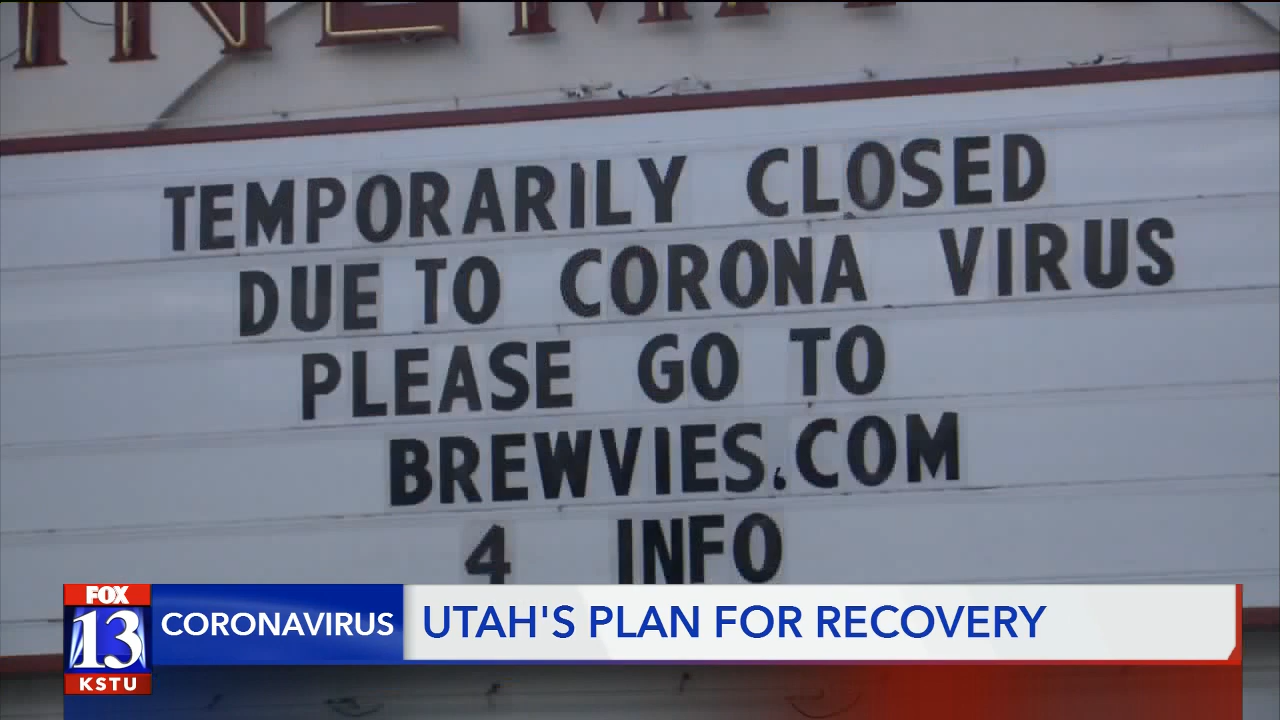 TEMPORARILY CLOSED
DUE TO CORONA VIRUS
PLEASE GO TO
BREWVIES.COM
4 INFO
FOX
13
KSTU
CORONAVIRUS
UTAH'S PLAN FOR RECOVERY